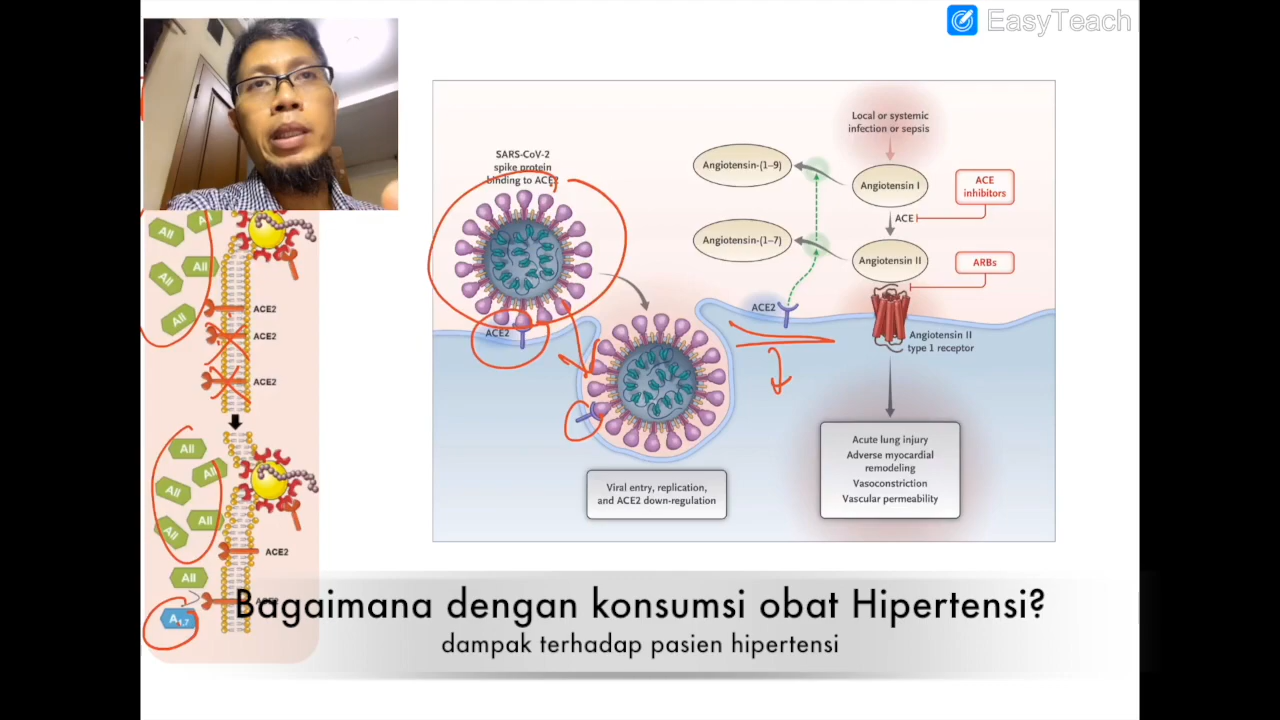 EasyTeach
AII
AII
AII
AII
ACE2
ACE2
ACE2
AII
AII
AII
AII
AII
ACE2
AII
A1,7
SARS-CoV-2
spike protein
binding to ACE2
ACE2
Viral entry, replication,
and ACE2 down-regulation
Local or systemic
infection or sepsis
Angiotensin-(1–9)
Angiotensin I
ACE
inhibitors
ACE
Angiotensin-(1–7)
Angiotensin II
ARBs
ACE2
Angiotensin II
type 1 receptor
Acute lung injury
Adverse myocardial
remodeling
Vasoconstriction
Vascular permeability
Bagaimana dengan konsumsi obat Hipertensi?
dampak terhadap pasien hipertensi